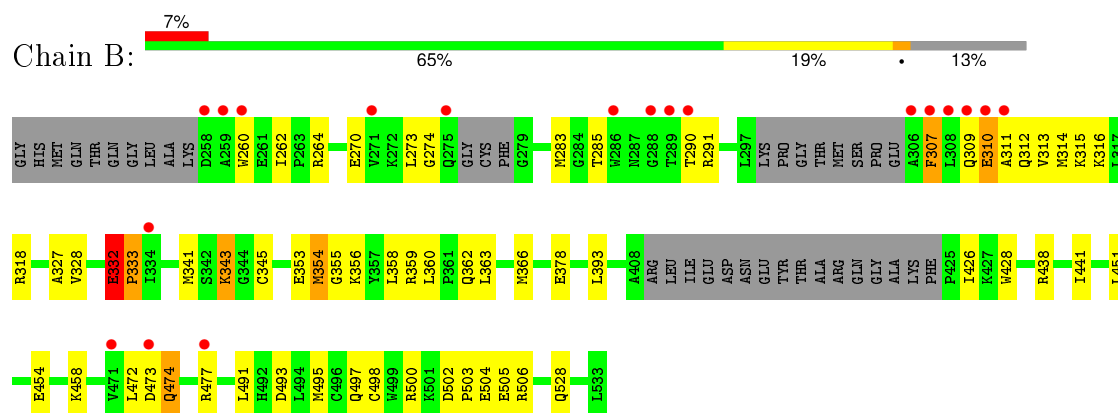 7%
Chain B:
65% 19% • 13%
GLY HIS MET GLN THR GLN GLY LEU ALA LYS D258 A259 W260 E261 I262 P263 R264 E270 V271 K272 L273 G274 Q275 GLY CYS PHE G279 M283 G284 T285 W286 N287 G288 T289 T290 R291 L297 LYS PRO GLY THR MET SER PRO GLU A306 F307 L308 Q309 E310 A311 Q312 V313 M314 K315 K316 L317
R318 A327 V328 E332 P333 I334 M341 S342 K343 G344 C345 E353 M354 G355 K356 Y357 L358 R359 L360 P361 Q362 L363 M366 E378 L393 A408 ARG LEU ILE GLU ASP ASN GLU TYR THR ALA ARG GLN GLY ALA LYS PHE P425 I426 K427 W428 R438 I441 L451
E454 K458 V471 L472 D473 Q474 R477 L491 H492 D493 L494 M495 C496 Q497 C498 W499 R500 K501 D502 P503 E504 E505 R506 Q528 L533